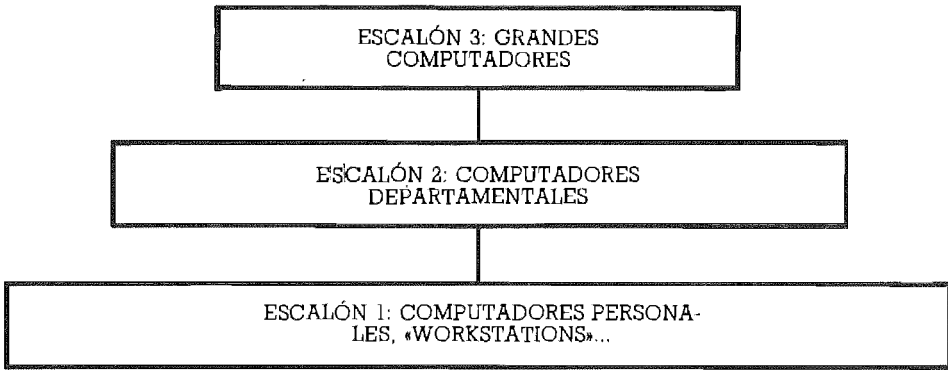 ESCALÓN 3: GRANDES
COMPUTADORES
ESCALÓN 2: COMPUTADORES
DEPARTAMENTALES
ESCALÓN 1: COMPUTADORES PERSONA-
LES, «WORKSTATIONS»...